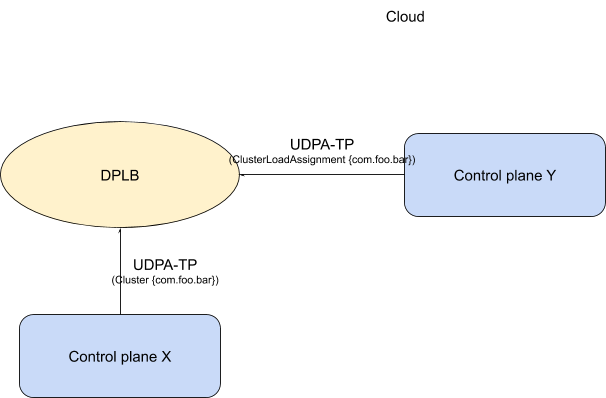 Cloud
UDPA-TP
(ClusterLoadAssignment {com.foo.bar})
DPLB
Control plane Y
UDPA-TP
(Cluster {com.foo.bar})
Control plane X